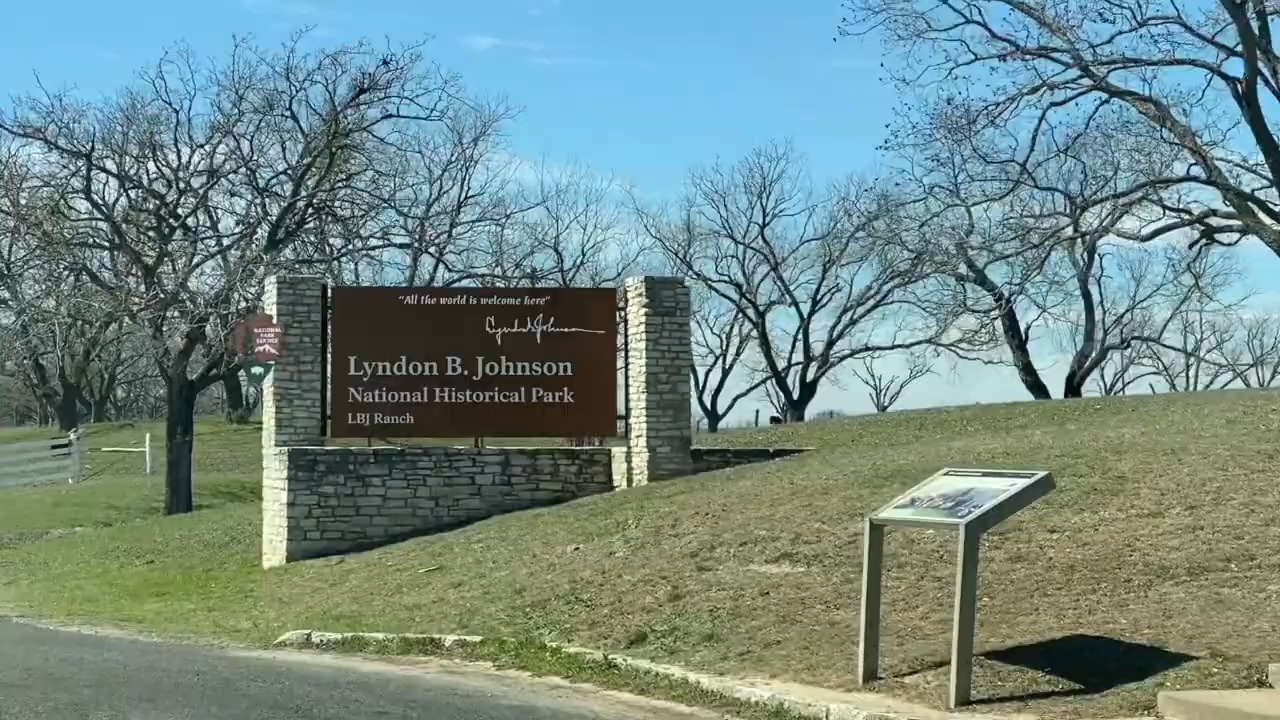 "All the world is welcome here"
Lyndon B. Johnson
Lyndon B. Johnson
National Historical Park
LBJ Ranch
NATIONAL
PARK
SERVICE